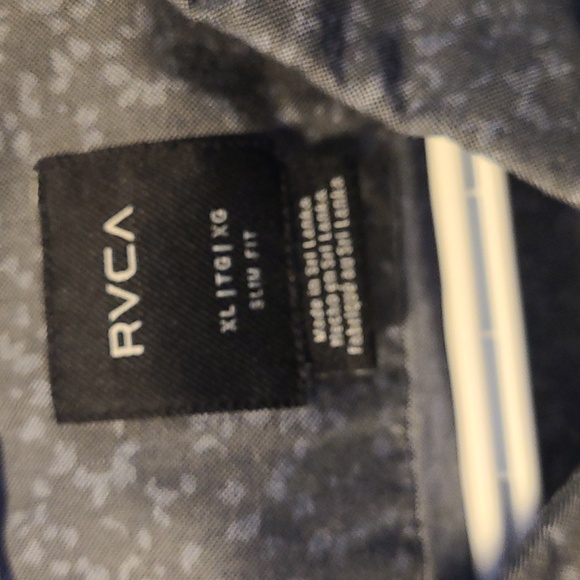 RVCA
XL | TG | XG
SLIM FIT
Made in Sri Lanka
Hecho en Sri Lanka
Fabriqué au Sri Lanka